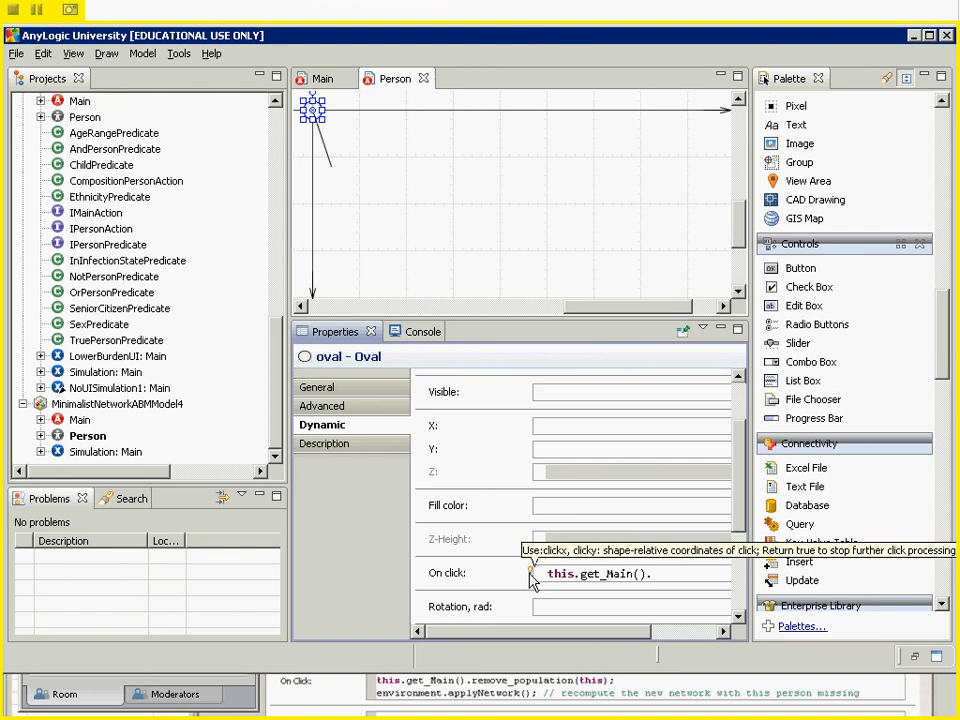 AnyLogic University [EDUCATIONAL USE ONLY]
File Edit View Draw Model Tools Help
Projects
Main
Person
AgeRangePredicate
AndPersonPredicate
ChildPredicate
CompositionPersonAction
EthnicityPredicate
IMainAction
IPersonAction
IPersonPredicate
InInfectionStatePredicate
NotPersonPredicate
OrPersonPredicate
SeniorCitizenPredicate
SexPredicate
TruePersonPredicate
LowerBurdenUI: Main
Simulation: Main
NoUISimulation1: Main
MinimalistNetworkABMModel4
Main
Person
Simulation: Main
Problems Search
No problems
Description Loc...
Main Person
Properties Console
oval - Oval
General
Advanced
Dynamic
Description
Visible:
X:
Y:
Z:
Fill color:
Z-Height:
Use:clickx, clicky: shape-relative coordinates of click; Return true to stop further click processing
On click: this.get_Main().
Rotation, rad:
Palette
Pixel
Aa Text
Image
Group
View Area
CAD Drawing
GIS Map
Controls
OK Button
Check Box
ab Edit Box
Radio Buttons
Slider
Combo Box
List Box
File Chooser
Progress Bar
Connectivity
Excel File
Text File
Database
Query
Insert
Update
Enterprise Library
Palettes...
Room Moderators
On Click: this.get_Main().remove_population(this);
environment.applyNetwork(); // recompute the new network with this person missing